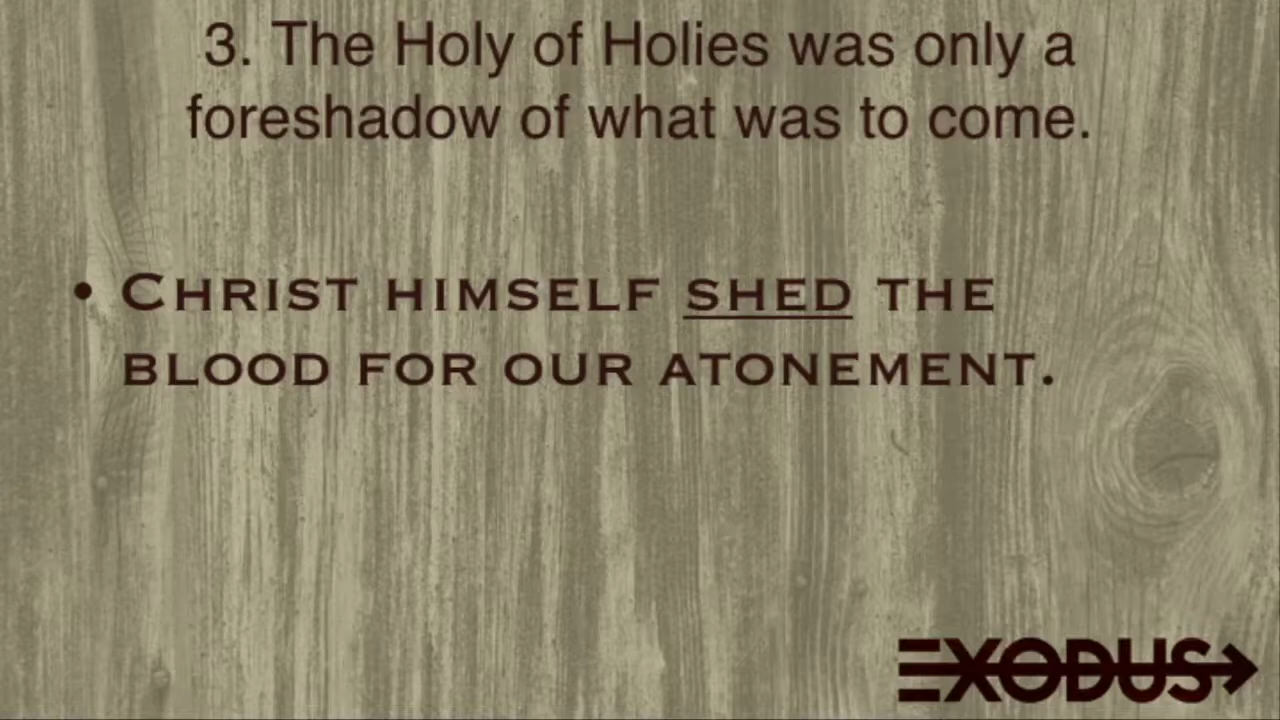 3. The Holy of Holies was only a
foreshadow of what was to come.
• CHRIST HIMSELF SHED THE
BLOOD FOR OUR ATONEMENT.
EXODUS